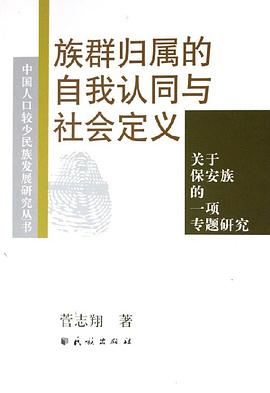 族群归属的
自我认同与
社会定义
关于
保安族
的
一项
专题研究
中国人口较少民族发展研究丛书
菅志翔 著
民族出版社